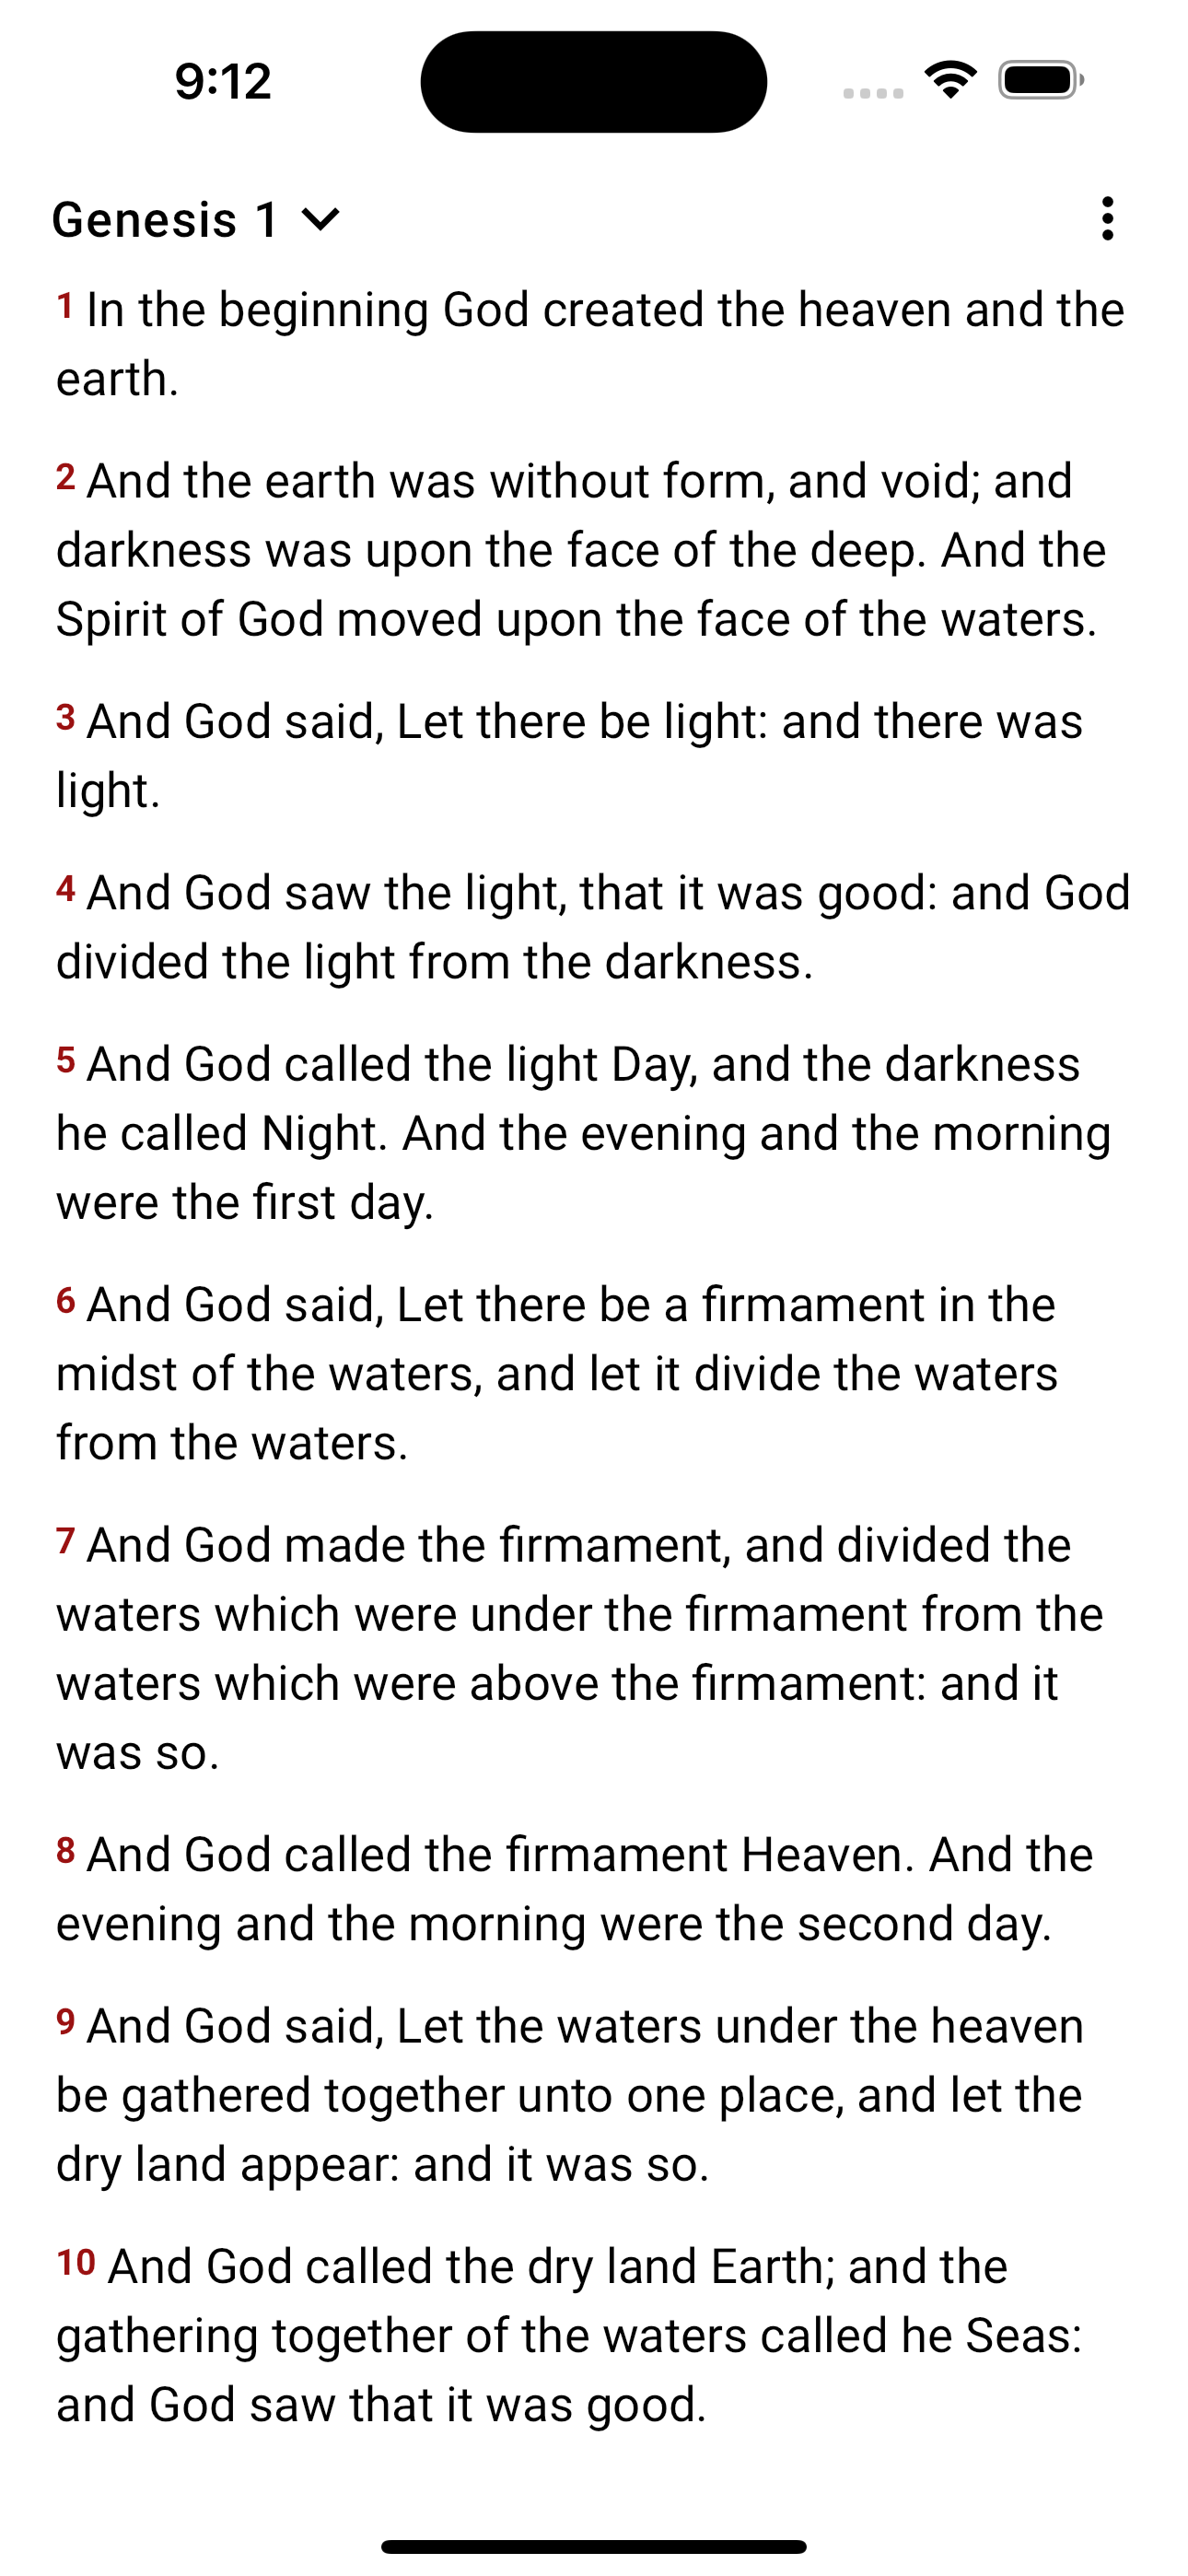 9:12
Genesis 1
1 In the beginning God created the heaven and the
earth.
2 And the earth was without form, and void; and
darkness was upon the face of the deep. And the
Spirit of God moved upon the face of the waters.
3 And God said, Let there be light: and there was
light.
4 And God saw the light, that it was good: and God
divided the light from the darkness.
5 And God called the light Day, and the darkness
he called Night. And the evening and the morning
were the first day.
6 And God said, Let there be a firmament in the
midst of the waters, and let it divide the waters
from the waters.
7 And God made the firmament, and divided the
waters which were under the firmament from the
waters which were above the firmament: and it
was so.
8 And God called the firmament Heaven. And the
evening and the morning were the second day.
9 And God said, Let the waters under the heaven
be gathered together unto one place, and let the
dry land appear: and it was so.
10 And God called the dry land Earth; and the
gathering together of the waters called he Seas:
and God saw that it was good.